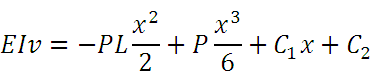 EIv = −PL x²/2 + P x³/6 + C₁x + C₂